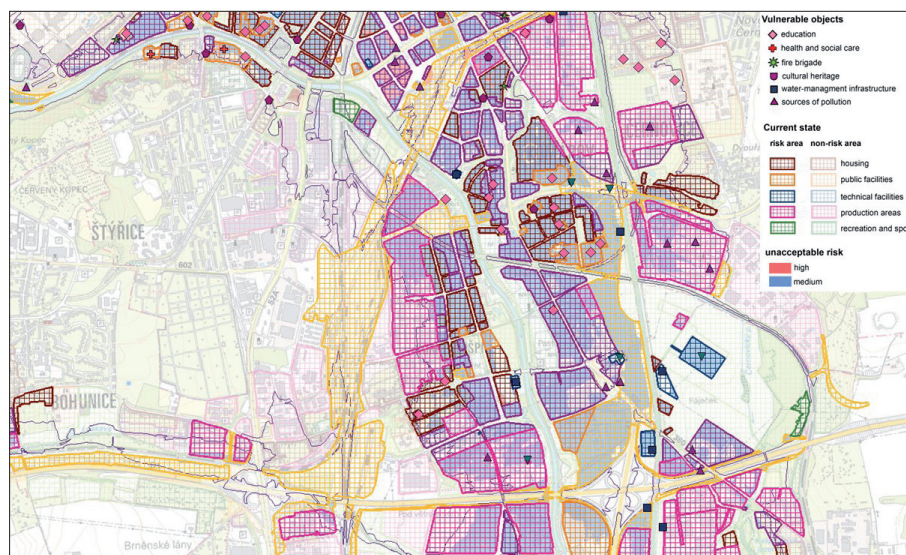 Vulnerable objects
education
health and social care
fire brigade
cultural heritage
water-managment infrastructure
sources of pollution
Current state
risk area non-risk area
housing
public facilities
technical facilities
production areas
recreation and spo
unacceptable risk
high
medium
ČERVENÝ KOPEC
ŠTÝŘICE
602
BOHUNICE
Brněnské lány